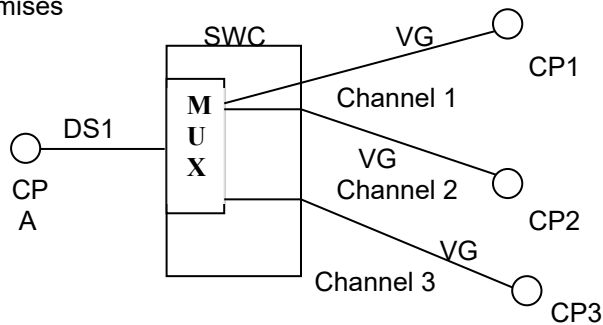 mises
SWC
VG
CP1
Channel 1
M
U
X
DS1
VG
Channel 2
CP
A
CP2
VG
Channel 3
CP3